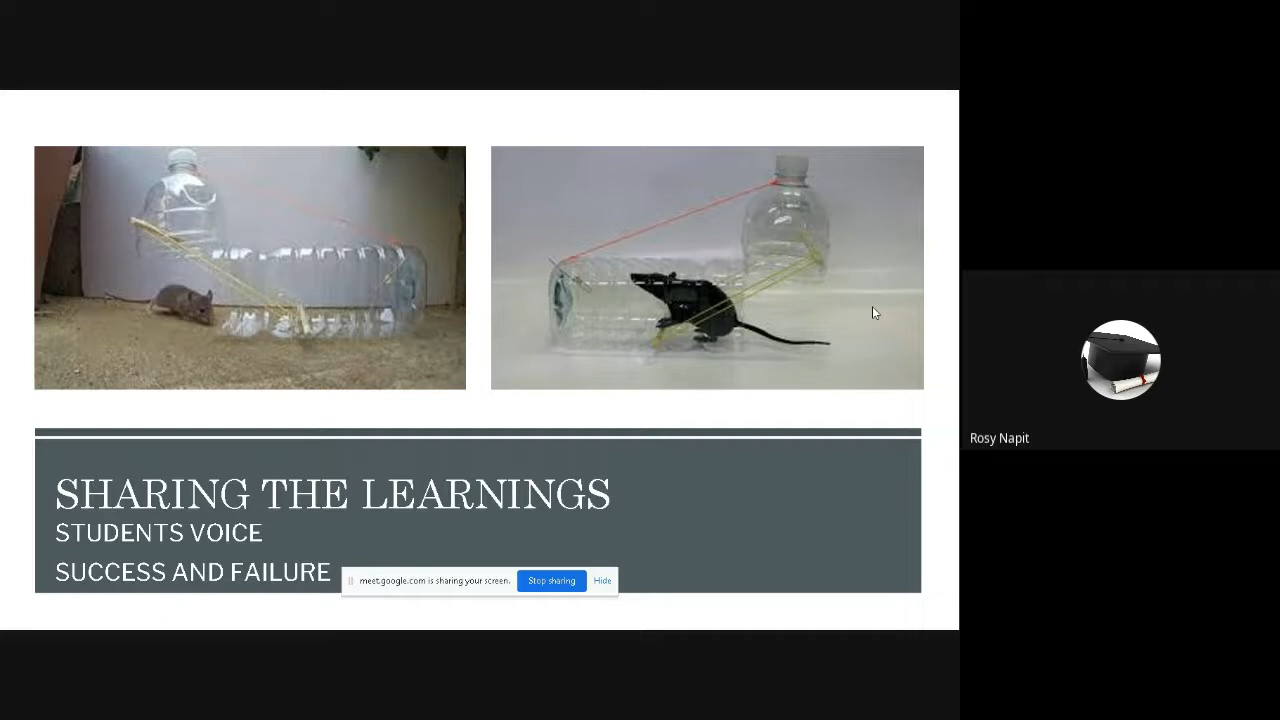 SHARING THE LEARNINGS
STUDENTS VOICE
SUCCESS AND FAILURE
meet.google.com is sharing your screen. Stop sharing Hide
Rosy Napit